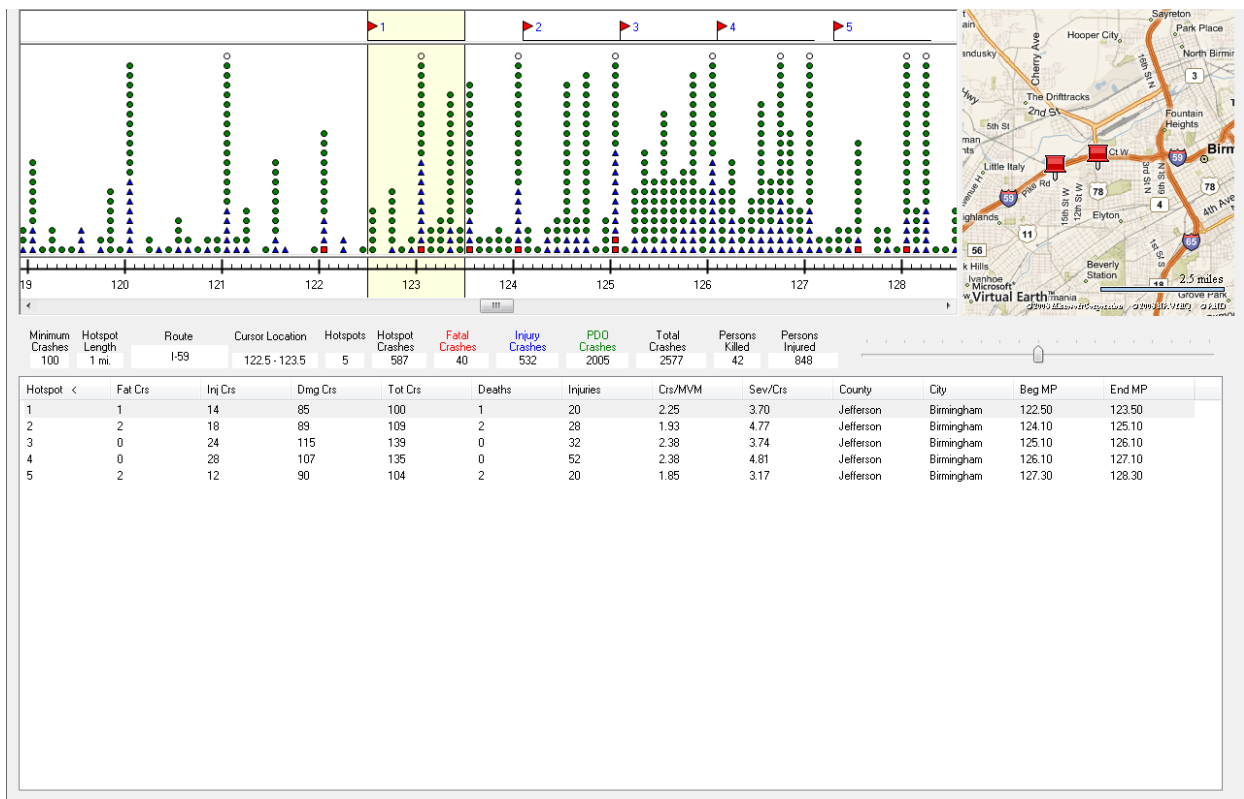 1 2 3 4 5
19 120 121 122 123 124 125 126 127 128
Sayreton
Hooper City
Park Place
Cherry Ave
North Birmin
andusky
16th St N
3
Hwy
The Drifttracks
2nd S
Fountain
Heights
5th St
Ct W
59
Birm
Little Italy
Pike Rd
59
15th St W
12th St W
78
3rd St N
6th St N
78
4
4th Ave
ighlands
Elyton
11
56
65
1st St S
k Hills
Beverly
Station
Ivanhoe
2.5 miles
Microsoft
Virtual Earth™
mania
18
Grove Park
Minimum Crashes Hotspot Length Route Cursor Location Hotspots Hotspot Crashes Fatal Crashes Injury Crashes PDO Crashes Total Crashes Persons Killed Persons Injured
100 1 mi. I-59 122.5 - 123.5 5 587 40 532 2005 2577 42 848
Hotspot < Fat Crs Inj Crs Dmg Crs Tot Crs Deaths Injuries Crs/MVM Sev/Crs County City Beg MP End MP
1 1 14 85 100 1 20 2.25 3.70 Jefferson Birmingham 122.50 123.50
2 2 18 89 109 2 28 1.93 4.77 Jefferson Birmingham 124.10 125.10
3 0 24 115 139 0 32 2.38 3.74 Jefferson Birmingham 125.10 126.10
4 0 28 107 135 0 52 2.38 4.81 Jefferson Birmingham 126.10 127.10
5 2 12 90 104 2 20 1.85 3.17 Jefferson Birmingham 127.30 128.30